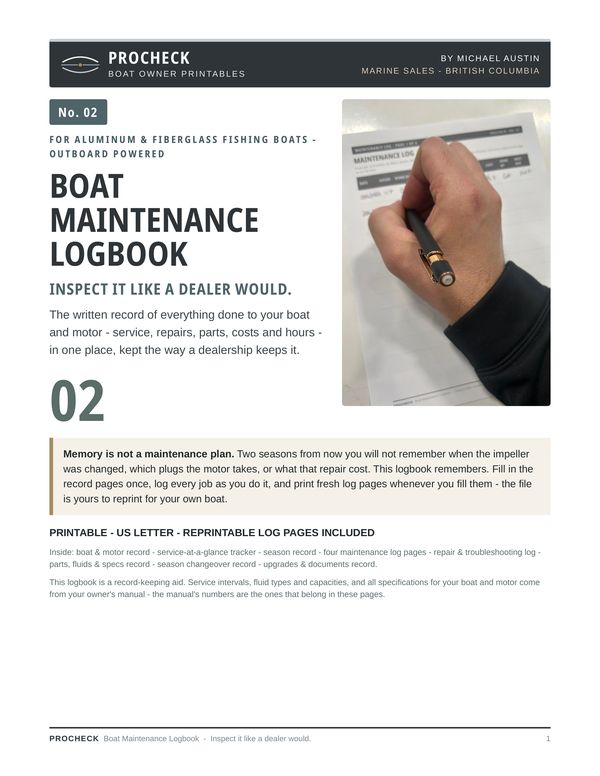 PROCHECK
BOAT OWNER PRINTABLES
BY MICHAEL AUSTIN
MARINE SALES - BRITISH COLUMBIA
No. 02
FOR ALUMINUM & FIBERGLASS FISHING BOATS -
OUTBOARD POWERED
BOAT
MAINTENANCE
LOGBOOK
INSPECT IT LIKE A DEALER WOULD.
The written record of everything done to your boat
and motor - service, repairs, parts, costs and hours -
in one place, kept the way a dealership keeps it.
02
MAINTENANCE LOG
Memory is not a maintenance plan. Two seasons from now you will not remember when the impeller
was changed, which plugs the motor takes, or what that repair cost. This logbook remembers. Fill in the
record pages once, log every job as you do it, and print fresh log pages whenever you fill them - the file
is yours to reprint for your own boat.
PRINTABLE - US LETTER - REPRINTABLE LOG PAGES INCLUDED
Inside: boat & motor record - service-at-a-glance tracker - season record - four maintenance log pages - repair & troubleshooting log -
parts, fluids & specs record - season changeover record - upgrades & documents record.
This logbook is a record-keeping aid. Service intervals, fluid types and capacities, and all specifications for your boat and motor come
from your owner's manual - the manual's numbers are the ones that belong in these pages.
PROCHECK Boat Maintenance Logbook - Inspect it like a dealer would.
1